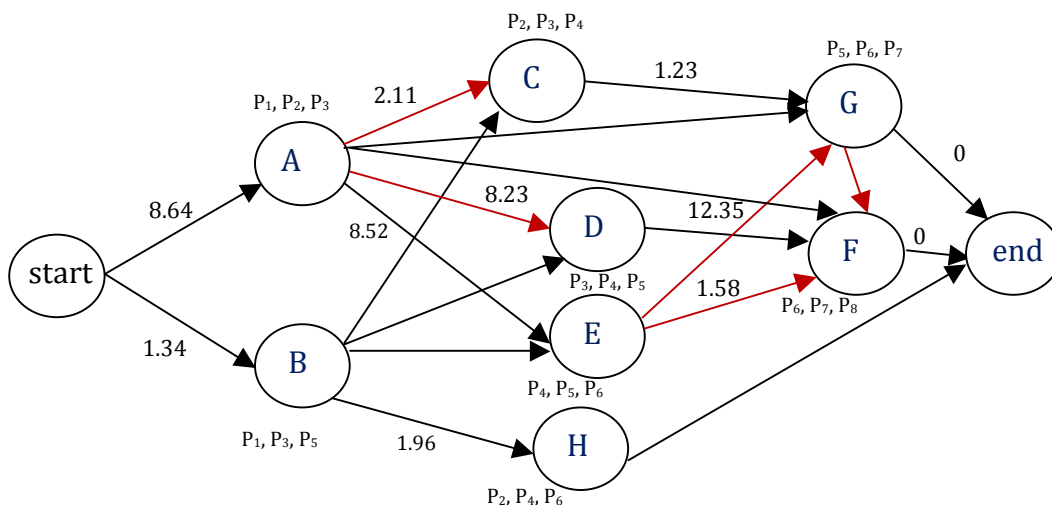 P₂, P₃, P₄
C
1.23
P₅, P₆, P₇
G
2.11
P₁, P₂, P₃
A
0
8.64
8.23
12.35
8.52
D
0
F
end
start
P₃, P₄, P₅
1.58
P₆, P₇, P₈
E
1.34
B
P₄, P₅, P₆
P₁, P₃, P₅
1.96
H
P₂, P₄, P₆